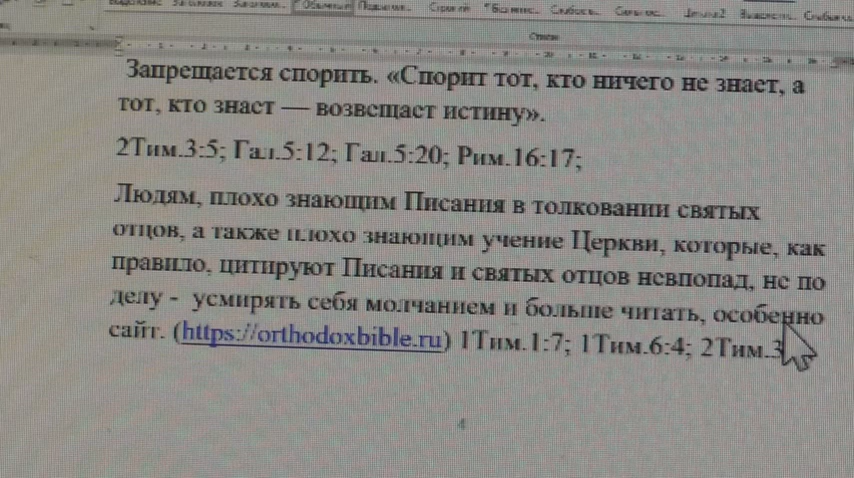 Запрещается спорить. «Спорит тот, кто ничего не знает, а
тот, кто знает — возвещает истину».
2Тим.3:5; Гал.5:12; Гал.5:20; Рим.16:17;
Людям, плохо знающим Писания в толковании святых
отцов, а также плохо знающим учение Церкви, которые, как
правило, цитируют Писания и святых отцов невпопад, не по
делу - усмирять себя молчанием и больше читать, особенно
сайт. (https://orthodoxbible.ru) 1Тим.1:7; 1Тим.6:4; 2Тим.3
4